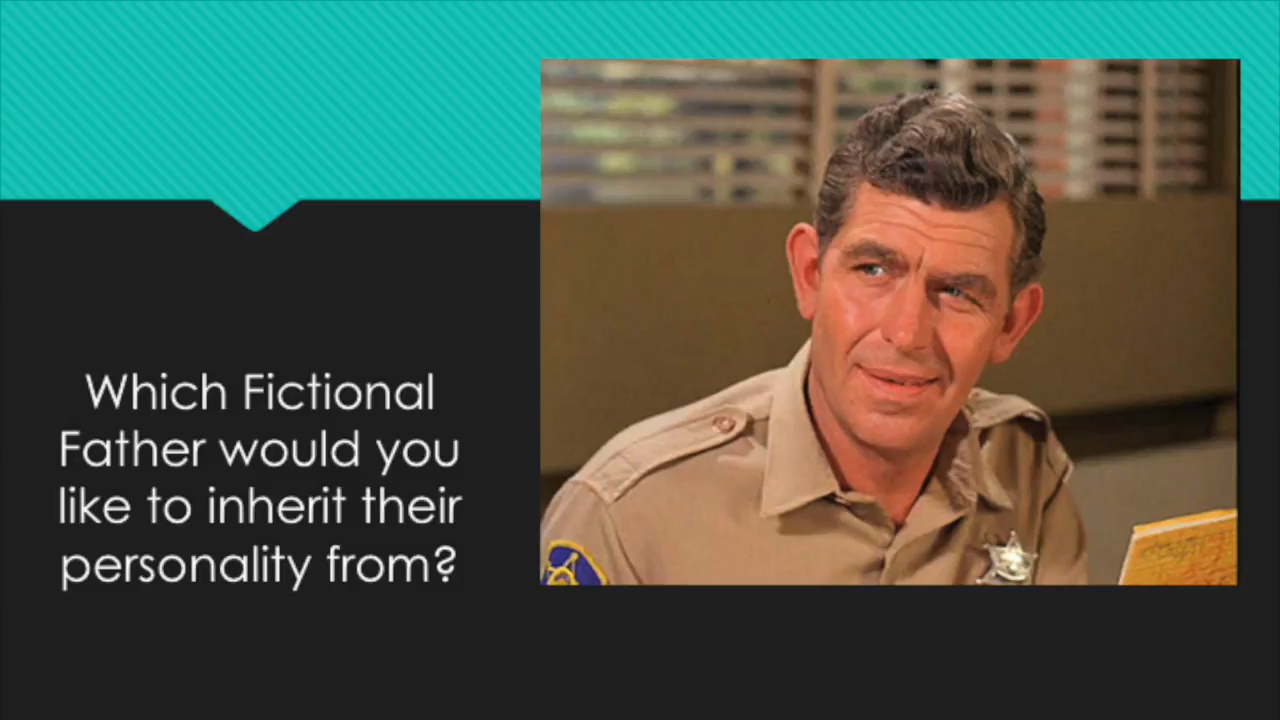 Which Fictional
Father would you
like to inherit their
personality from?